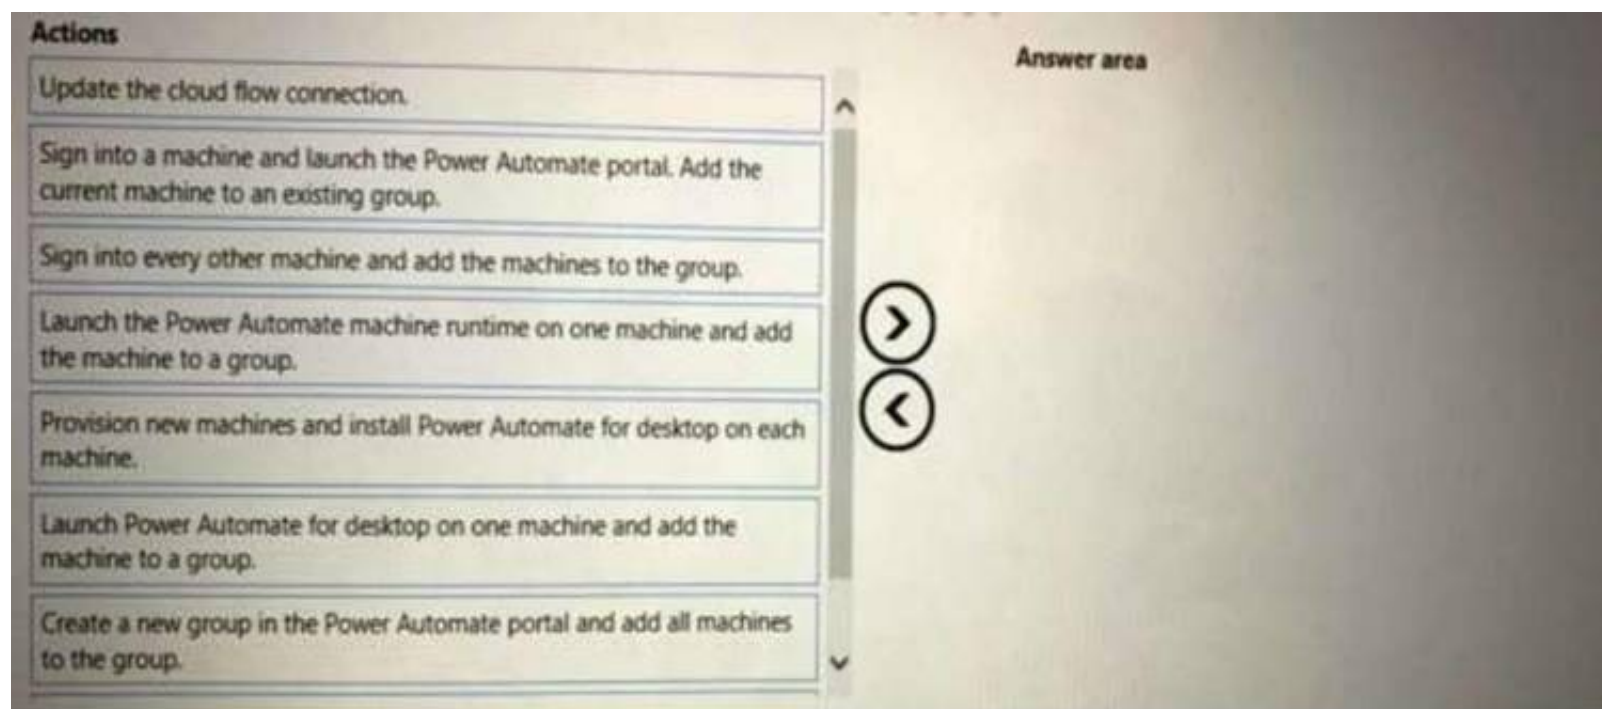 Actions
Answer area
Update the cloud flow connection.
Sign into a machine and launch the Power Automate portal. Add the
current machine to an existing group.
Sign into every other machine and add the machines to the group.
Launch the Power Automate machine runtime on one machine and add
the machine to a group.
Provision new machines and install Power Automate for desktop on each
machine.
Launch Power Automate for desktop on one machine and add the
machine to a group.
Create a new group in the Power Automate portal and add all machines
to the group.